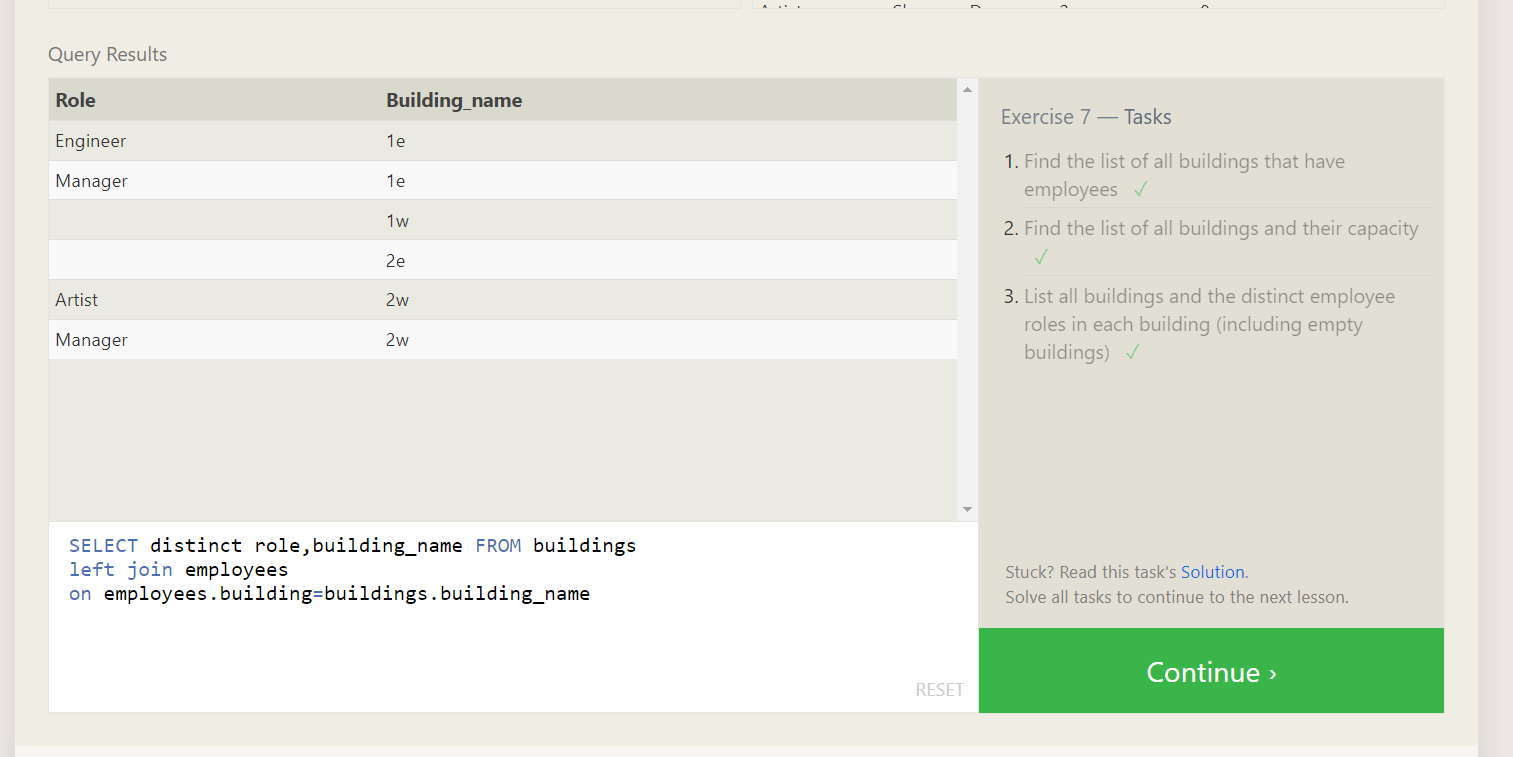 Query Results
Role Building_name
Engineer 1e
Manager 1e
1w
2e
Artist 2w
Manager 2w
SELECT distinct role,building_name FROM buildings
left join employees
on employees.building=buildings.building_name
RESET
Exercise 7 — Tasks
1. Find the list of all buildings that have
employees ✓
2. Find the list of all buildings and their capacity
✓
3. List all buildings and the distinct employee
roles in each building (including empty
buildings) ✓
Stuck? Read this task's Solution.
Solve all tasks to continue to the next lesson.
Continue ›